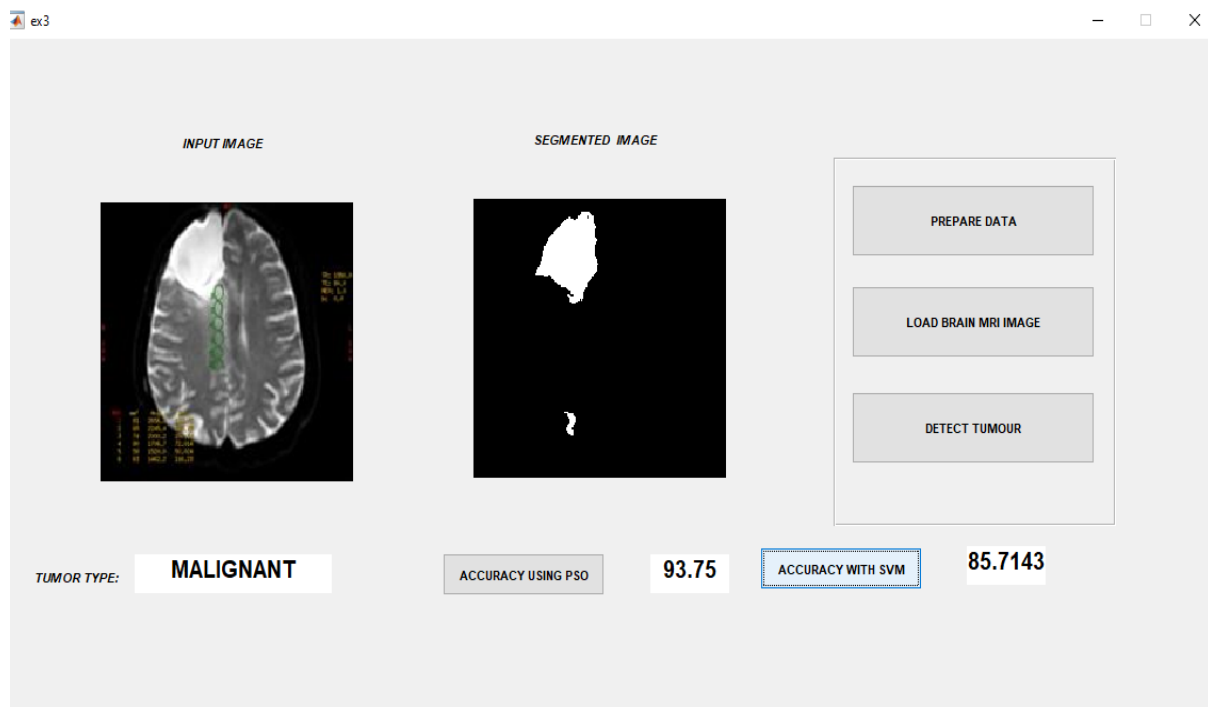 ex3
INPUT IMAGE
SEGMENTED IMAGE
PREPARE DATA
LOAD BRAIN MRI IMAGE
DETECT TUMOUR
TUMOR TYPE:
MALIGNANT
ACCURACY USING PSO
93.75
ACCURACY WITH SVM
85.7143